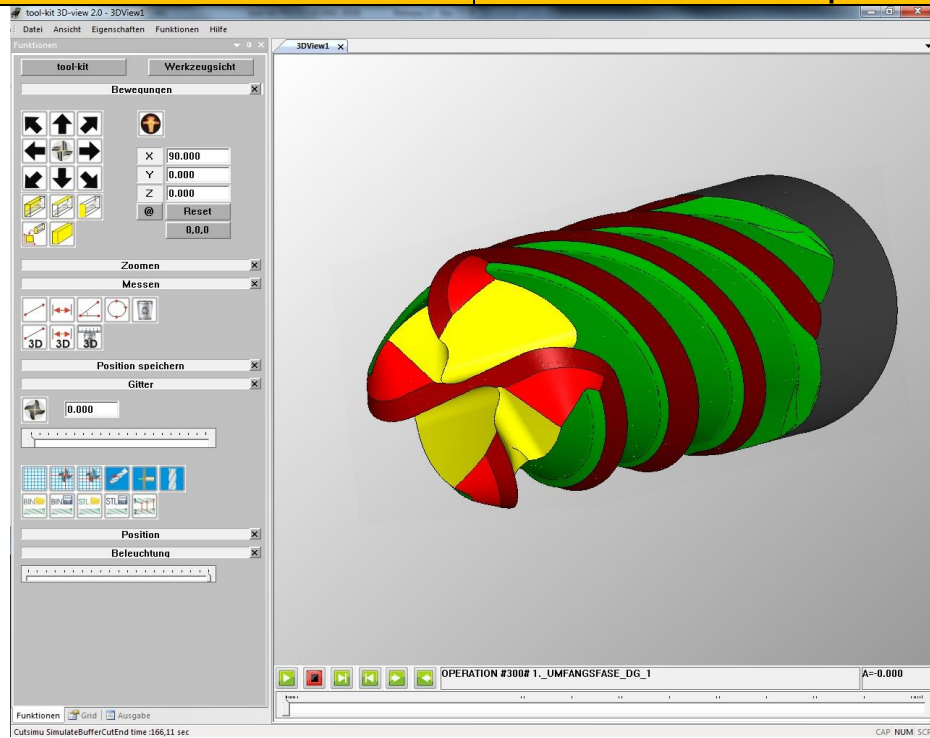 tool-kit 3D-view 2.0 - 3DView1
Datei Ansicht Eigenschaften Funktionen Hilfe
Funktionen
3DView1
tool-kit Werkzeugsicht
Bewegungen
X 90.000
Y 0.000
Z 0.000
@ Reset
0,0,0
Zoomen
Messen
3D 3D 3D
Position speichern
Gitter
0.000
BIN BIN STL STL
Position
Beleuchtung
OPERATION #300# 1._UMFANGSFASE_DG_1 A=-0.000
Funktionen Grid Ausgabe
Cutsimu SimulateBufferCutEnd time :166,11 sec CAP NUM SCR